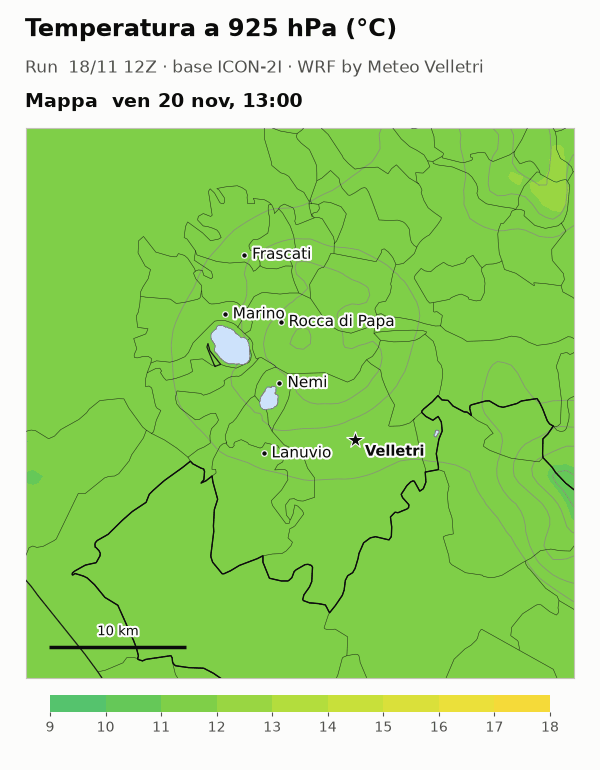 Temperatura a 925 hPa (°C)
Run  18/11 12Z · base ICON-2I · WRF by Meteo Velletri
Mappa  ven 20 nov, 13:00
Frascati
Marino
Rocca di Papa
Nemi
Velletri
Lanuvio
10 km
9 10 11 12 13 14 15 16 17 18